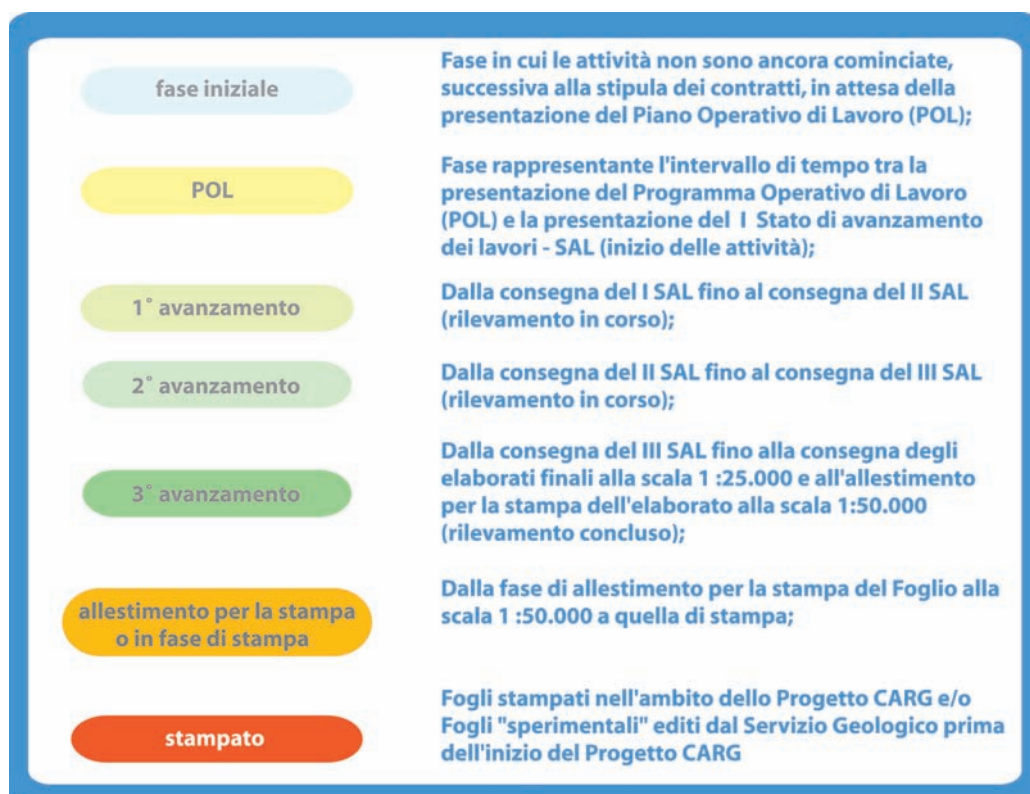 fase iniziale
Fase in cui le attività non sono ancora cominciate,
successiva alla stipula dei contratti, in attesa della
presentazione del Piano Operativo di Lavoro (POL);
POL
Fase rappresentante l'intervallo di tempo tra la
presentazione del Programma Operativo di Lavoro
(POL) e la presentazione del I Stato di avanzamento
dei lavori - SAL (inizio delle attività);
1° avanzamento
Dalla consegna del I SAL fino al consegna del II SAL
(rilevamento in corso);
2° avanzamento
Dalla consegna del II SAL fino al consegna del III SAL
(rilevamento in corso);
3° avanzamento
Dalla consegna del III SAL fino alla consegna degli
elaborati finali alla scala 1 :25.000 e all'allestimento
per la stampa dell'elaborato alla scala 1:50.000
(rilevamento concluso);
allestimento per la stampa
o in fase di stampa
Dalla fase di allestimento per la stampa del Foglio alla
scala 1 :50.000 a quella di stampa;
stampato
Fogli stampati nell'ambito dello Progetto CARG e/o
Fogli "sperimentali" editi dal Servizio Geologico prima
dell'inizio del Progetto CARG